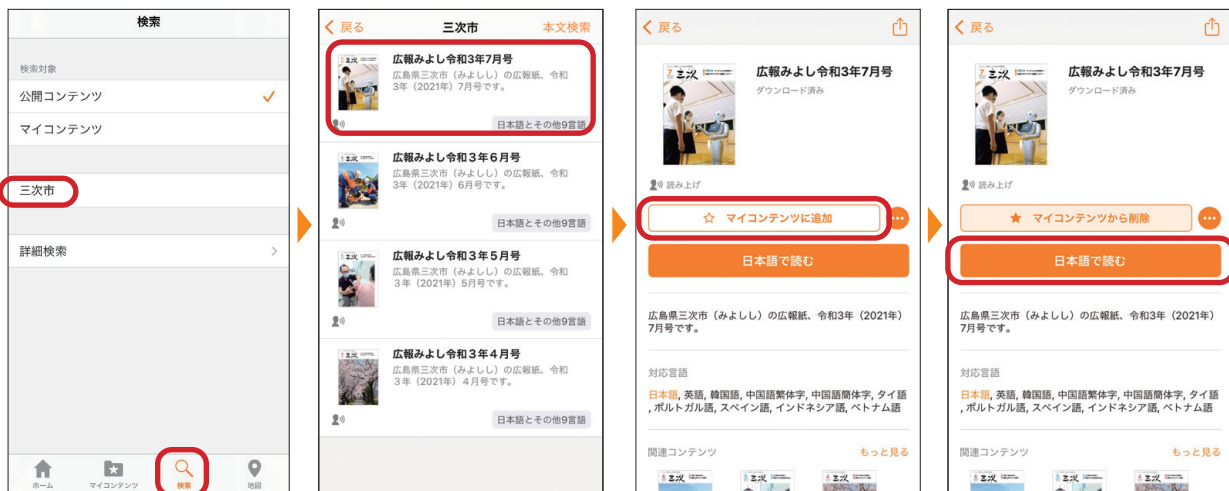 検索
検索対象
公開コンテンツ
マイコンテンツ
三次市
詳細検索
ホーム
マイコンテンツ
検索
地図
戻る
三次市
本文検索
広報みよし令和3年7月号
広島県三次市（みよしし）の広報紙、令和
3年（2021年）7月号です。
日本語とその他9言語
広報みよし令和３年６月号
広島県三次市（みよしし）の広報紙、令和
3年（2021年）6月号です。
日本語とその他9言語
広報みよし令和３年５月号
広島県三次市（みよしし）の広報紙、令和
３年（2021年）5月号です。
日本語とその他9言語
広報みよし令和３年４月号
広島県三次市（みよしし）の広報紙、令和
３年（2021年）４月号です。
日本語とその他9言語
戻る
7 三次
広報みよし令和3年7月号
ダウンロード済み
読み上げ
☆ マイコンテンツに追加
日本語で読む
広島県三次市（みよしし）の広報紙、令和3年（2021年）
7月号です。
対応言語
日本語, 英語, 韓国語, 中国語繁体字, 中国語簡体字, タイ語
, ポルトガル語, スペイン語, インドネシア語, ベトナム語
関連コンテンツ
もっと見る
三次
三次
三次
戻る
7 三次
広報みよし令和3年7月号
ダウンロード済み
読み上げ
★ マイコンテンツから削除
日本語で読む
広島県三次市（みよしし）の広報紙、令和3年（2021年）
7月号です。
対応言語
日本語, 英語, 韓国語, 中国語繁体字, 中国語簡体字, タイ語
, ポルトガル語, スペイン語, インドネシア語, ベトナム語
関連コンテンツ
もっと見る
三次
三次
三次